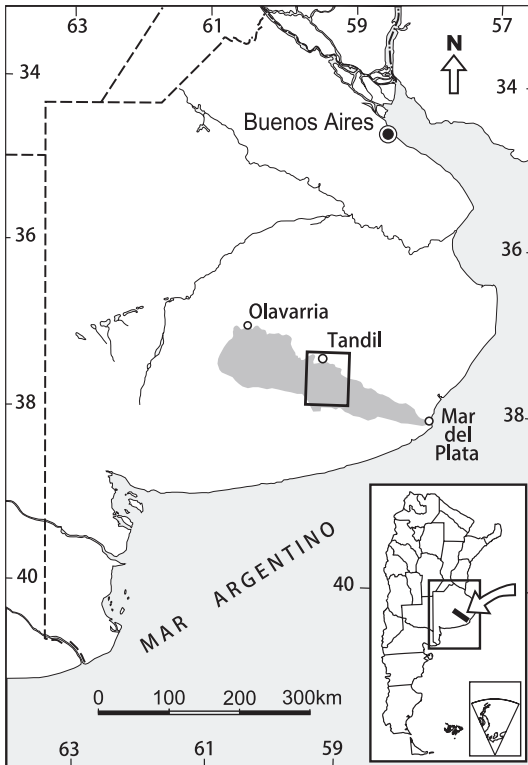 63
61
59
57
34
N
34
Buenos Aires
36
36
Olavarria
Tandil
38
Mar
del
Plata
38
MAR ARGENTINO
40
40
0 100 200 300km
63
61
59